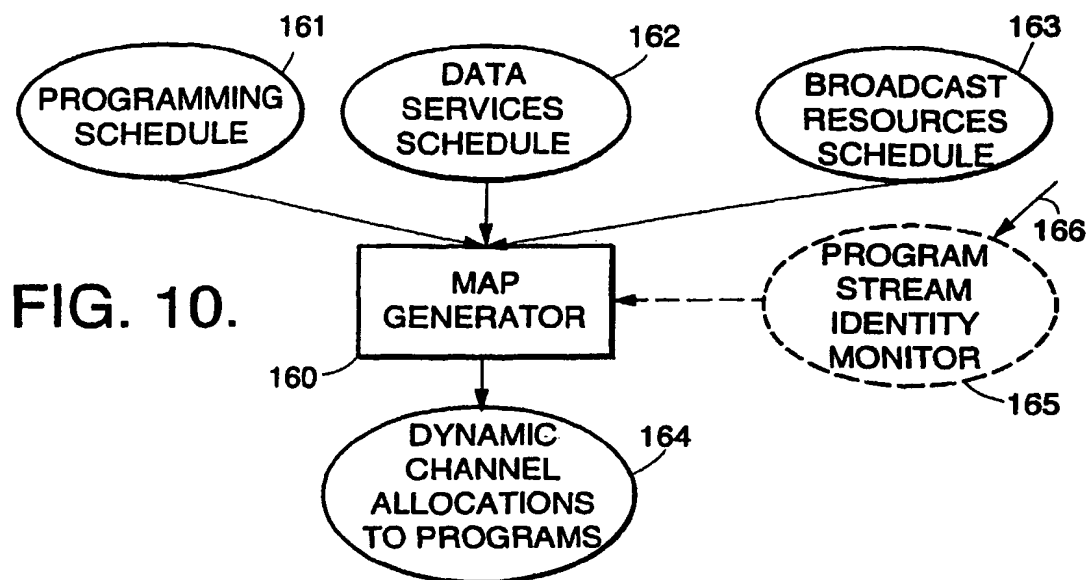 161
PROGRAMMING
SCHEDULE
162
DATA
SERVICES
SCHEDULE
163
BROADCAST
RESOURCES
SCHEDULE
166
PROGRAM
STREAM
IDENTITY
MONITOR
165
FIG. 10.
MAP
GENERATOR
160
DYNAMIC
CHANNEL
ALLOCATIONS
TO PROGRAMS
164